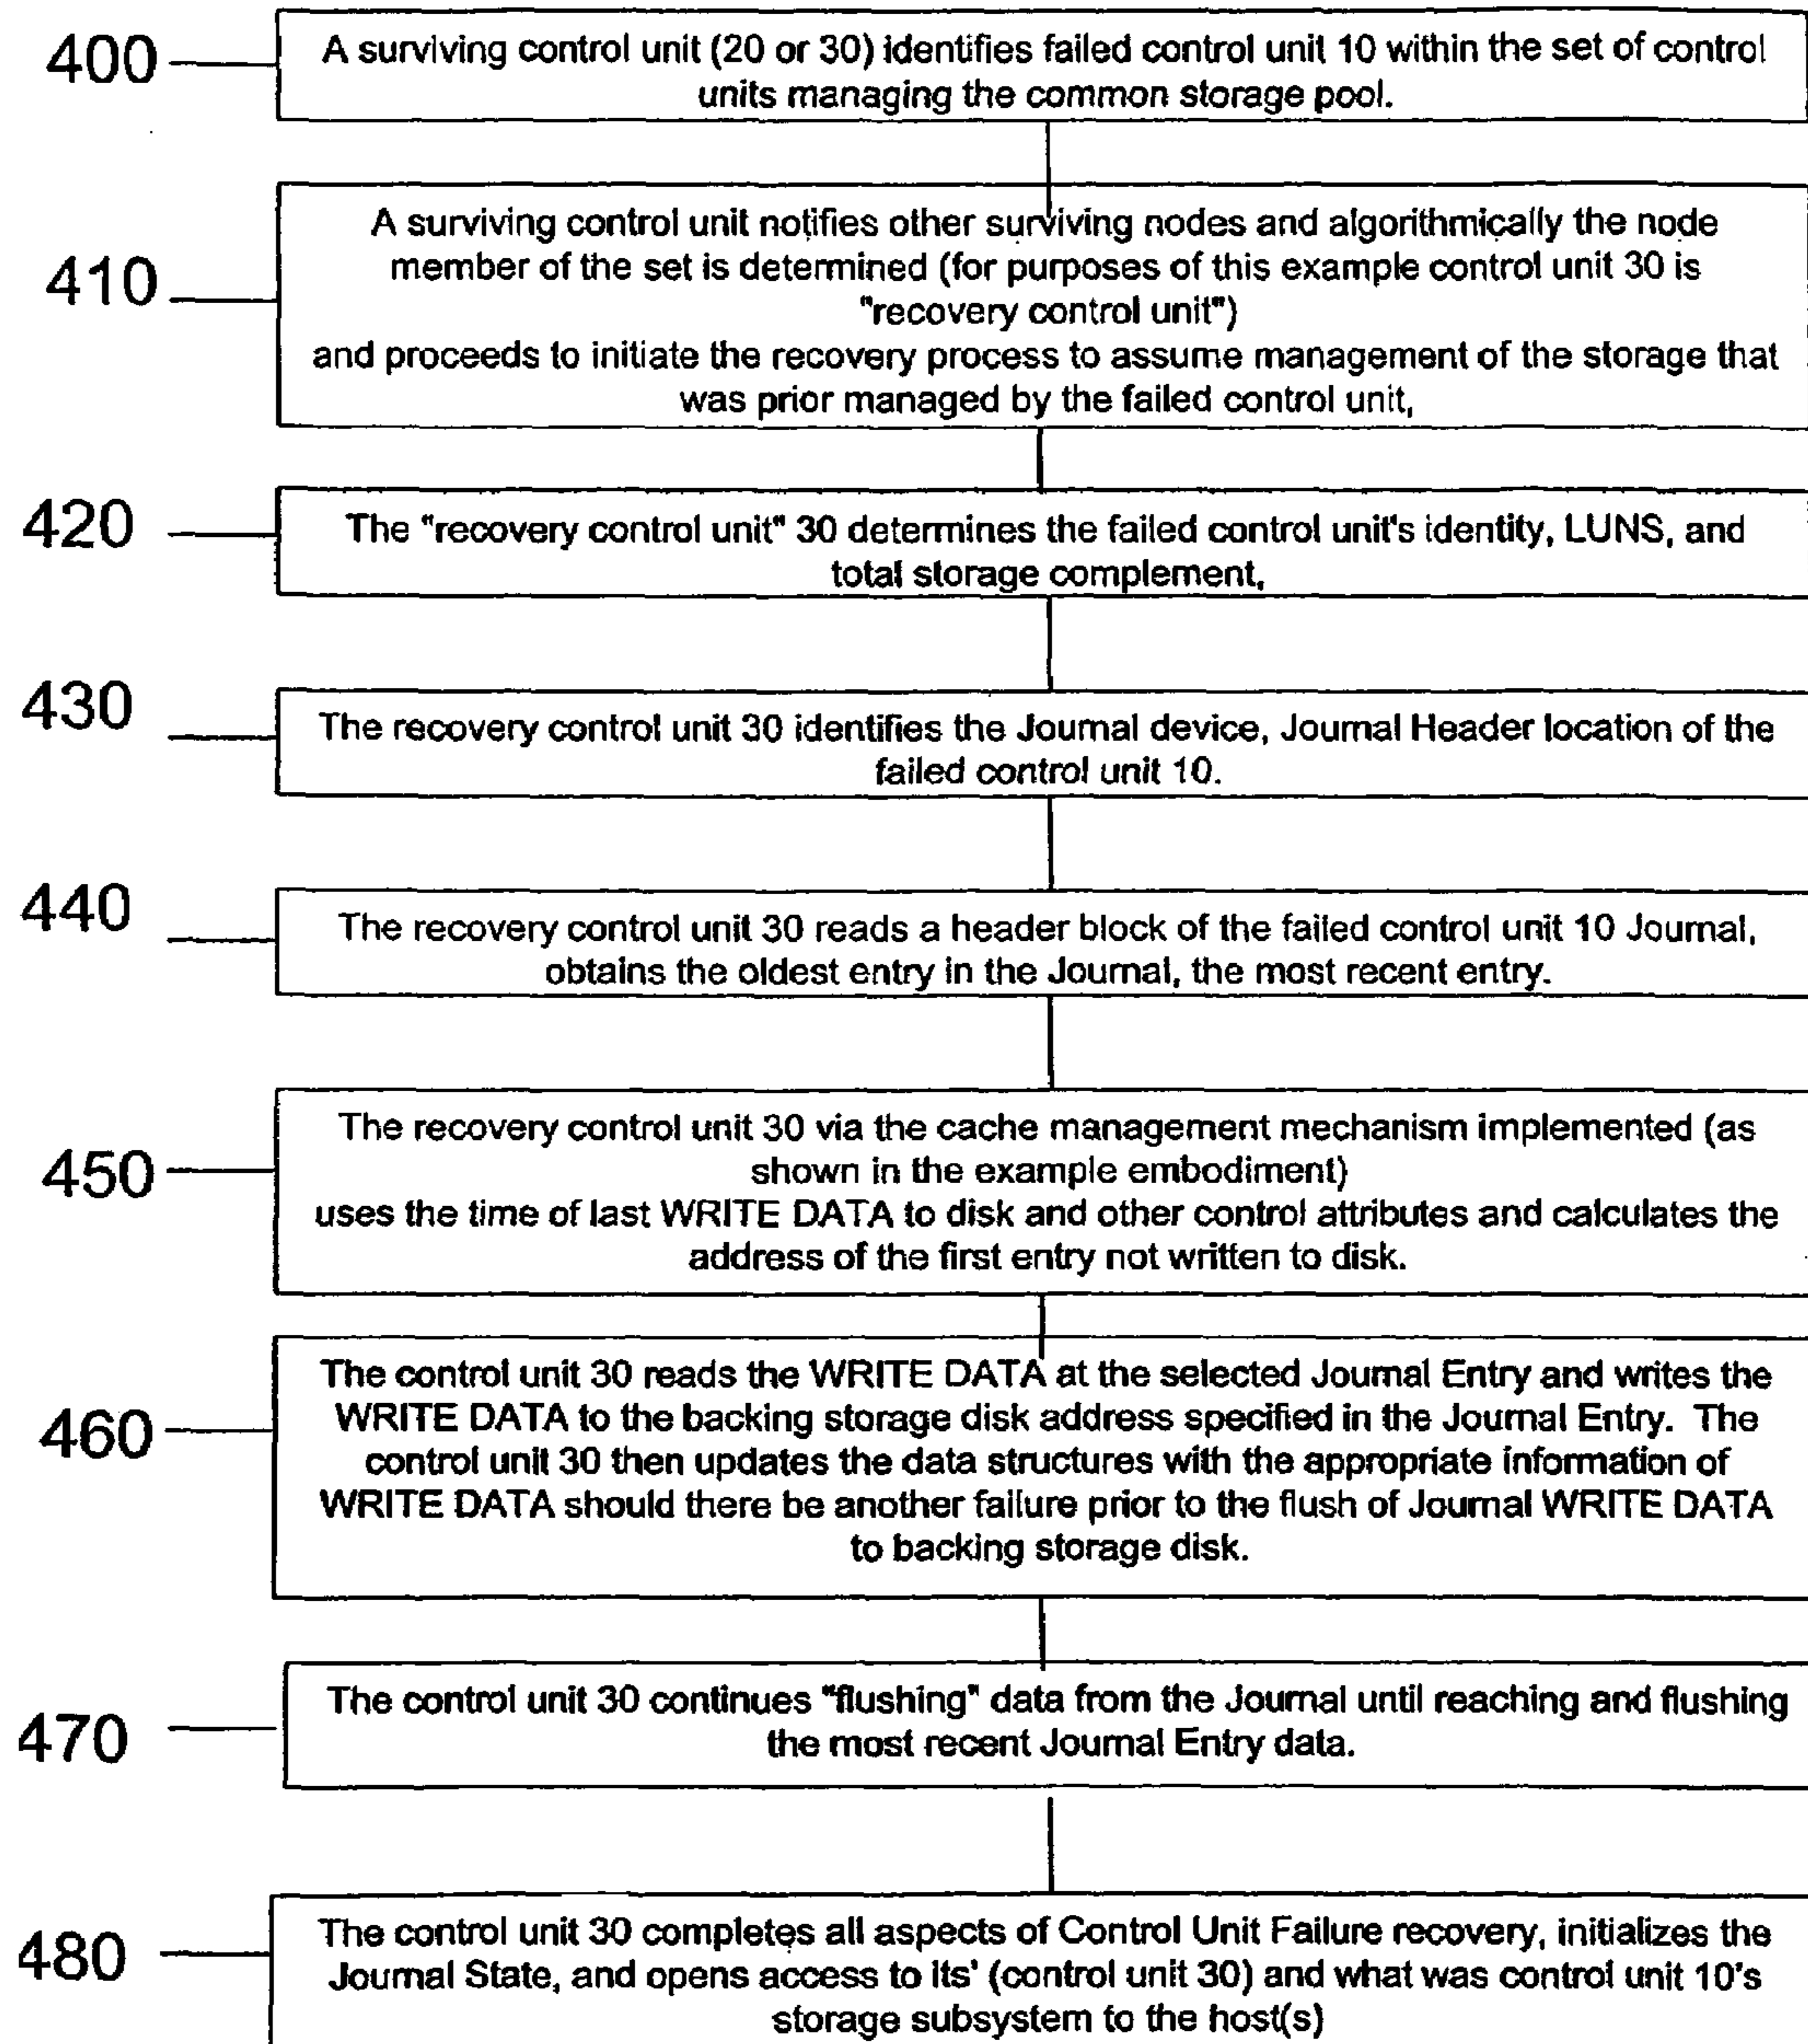 400
A surviving control unit (20 or 30) identifies failed control unit 10 within the set of control
units managing the common storage pool.
410
A surviving control unit notifies other surviving nodes and algorithmically the node
member of the set is determined (for purposes of this example control unit 30 is
"recovery control unit")
and proceeds to initiate the recovery process to assume management of the storage that
was prior managed by the failed control unit,
420
The "recovery control unit" 30 determines the failed control unit's identity, LUNS, and
total storage complement,
430
The recovery control unit 30 identifies the Journal device, Journal Header location of the
failed control unit 10.
440
The recovery control unit 30 reads a header block of the failed control unit 10 Journal,
obtains the oldest entry in the Journal, the most recent entry.
450
The recovery control unit 30 via the cache management mechanism implemented (as
shown in the example embodiment)
uses the time of last WRITE DATA to disk and other control attributes and calculates the
address of the first entry not written to disk.
460
The control unit 30 reads the WRITE DATA at the selected Journal Entry and writes the
WRITE DATA to the backing storage disk address specified in the Journal Entry. The
control unit 30 then updates the data structures with the appropriate information of
WRITE DATA should there be another failure prior to the flush of Journal WRITE DATA
to backing storage disk.
470
The control unit 30 continues "flushing" data from the Journal until reaching and flushing
the most recent Journal Entry data.
480
The control unit 30 completes all aspects of Control Unit Failure recovery, initializes the
Journal State, and opens access to its' (control unit 30) and what was control unit 10's
storage subsystem to the host(s)